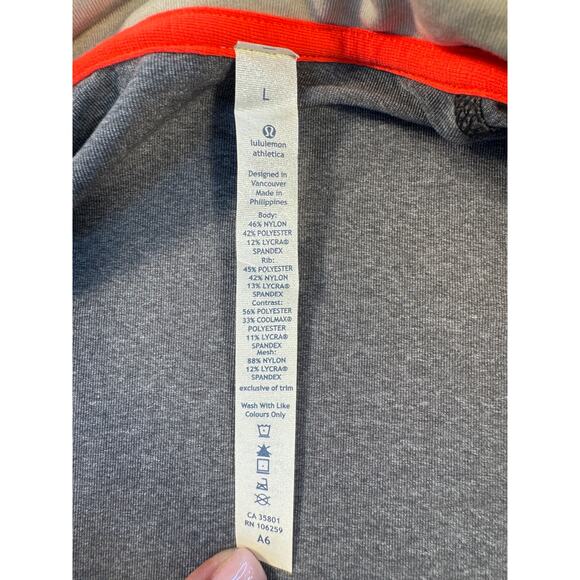 L
lululemon
athletica
Designed in
Vancouver
Made in
Philippines
Body:
46% NYLON
42% POLYESTER
12% LYCRA®
SPANDEX
Rib:
45% POLYESTER
42% NYLON
13% LYCRA®
SPANDEX
Contrast:
56% POLYESTER
33% COOLMAX®
POLYESTER
11% LYCRA®
SPANDEX
Mesh:
88% NYLON
12% LYCRA®
SPANDEX
exclusive of trim
Wash With Like
Colours Only
CA 35801
RN 106259
A6